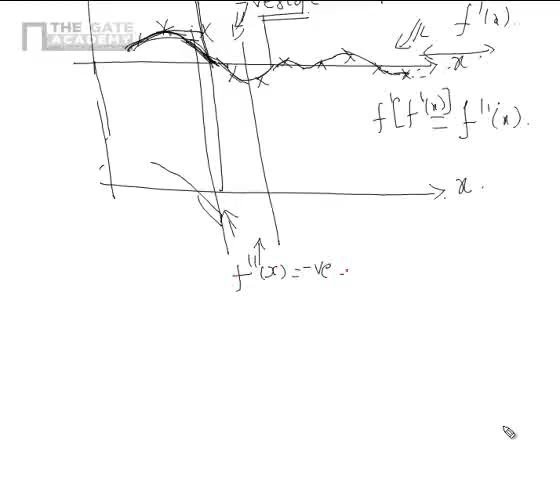 f'(x)
THE GATE
ACADEMY
x
f'[f'(x)] = f''(x).
x.
f''(x) = -ve